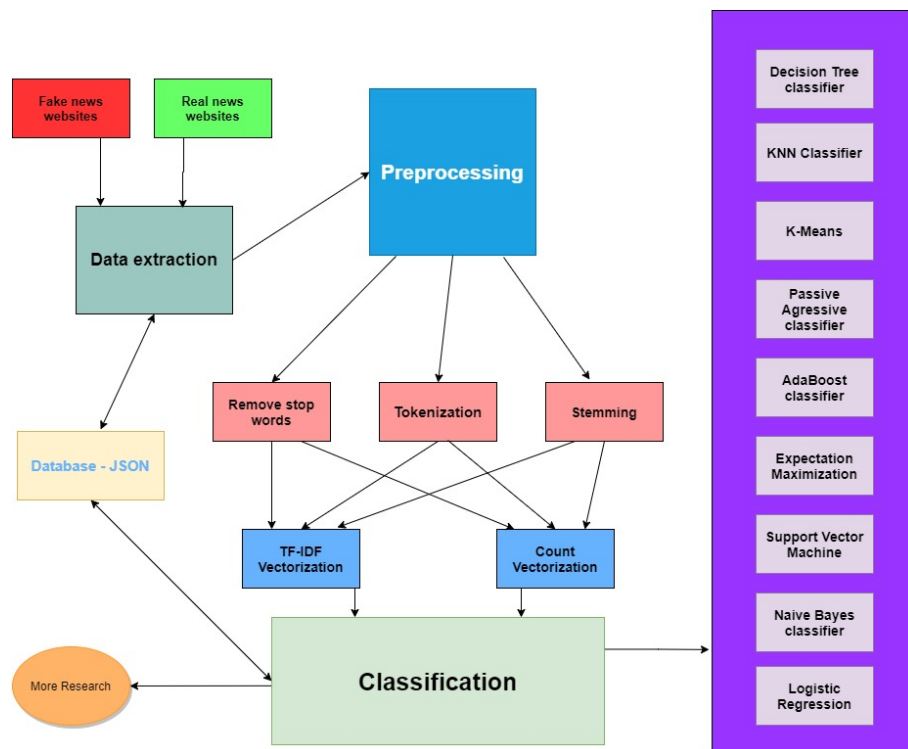 Fake news
websites
Real news
websites
Preprocessing
Data extraction
Remove stop
words
Tokenization
Stemming
Database - JSON
TF-IDF
Vectorization
Count
Vectorization
Classification
More Research
Decision Tree
classifier
KNN Classifier
K-Means
Passive
Agressive
classifier
AdaBoost
classifier
Expectation
Maximization
Support Vector
Machine
Naive Bayes
classifier
Logistic
Regression